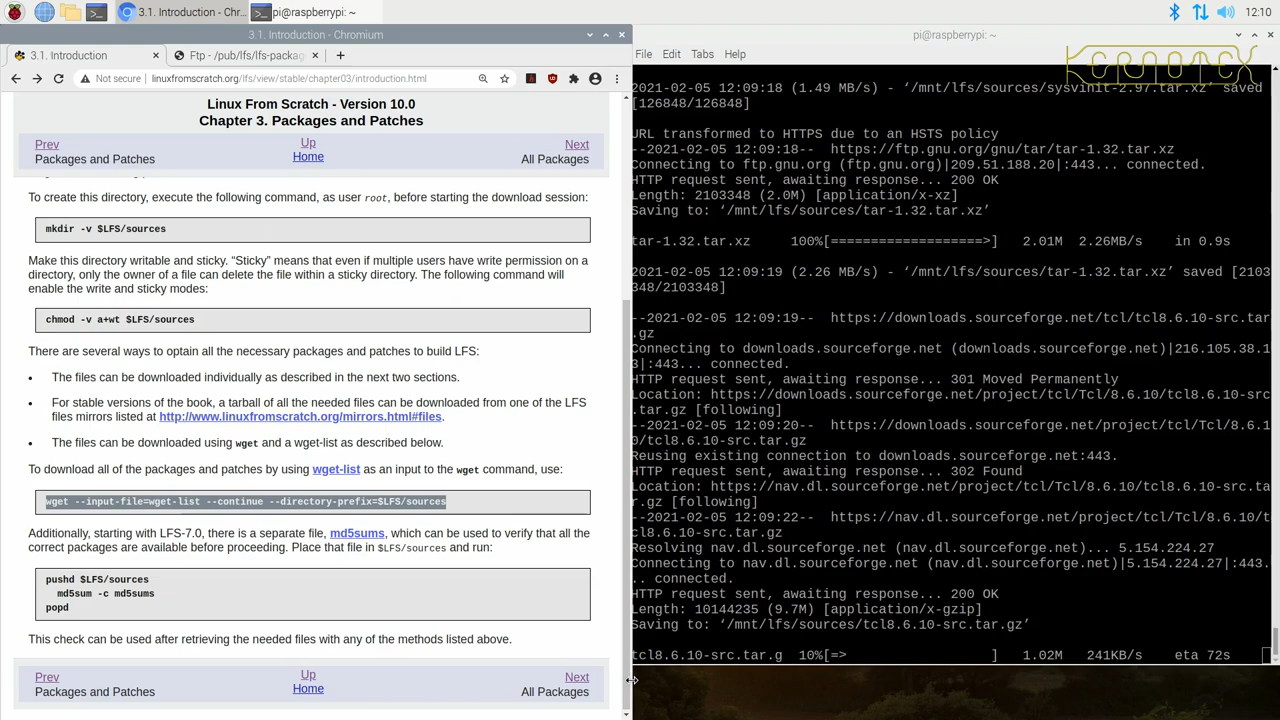 3.1. Introduction - Chr...
pi@raspberrypi: ~
12:10
3.1. Introduction - Chromium
pi@raspberrypi: ~
3.1. Introduction
Ftp - /pub/lfs/lfs-packag
File Edit Tabs Help
Not secure
linuxfromscratch.org/lfs/view/stable/chapter03/introduction.html
KERNOTEX
Linux From Scratch - Version 10.0
Chapter 3. Packages and Patches
Prev
Up
Next
Packages and Patches
Home
All Packages
To create this directory, execute the following command, as user root, before starting the download session:
mkdir -v $LFS/sources
Make this directory writable and sticky. “Sticky” means that even if multiple users have write permission on a
directory, only the owner of a file can delete the file within a sticky directory. The following command will
enable the write and sticky modes:
chmod -v a+wt $LFS/sources
There are several ways to optain all the necessary packages and patches to build LFS:
• The files can be downloaded individually as described in the next two sections.
• For stable versions of the book, a tarball of all the needed files can be downloaded from one of the LFS
files mirrors listed at http://www.linuxfromscratch.org/mirrors.html#files.
• The files can be downloaded using wget and a wget-list as described below.
To download all of the packages and patches by using wget-list as an input to the wget command, use:
wget --input-file=wget-list --continue --directory-prefix=$LFS/sources
Additionally, starting with LFS-7.0, there is a separate file, md5sums, which can be used to verify that all the
correct packages are available before proceeding. Place that file in $LFS/sources and run:
pushd $LFS/sources
md5sum -c md5sums
popd
This check can be used after retrieving the needed files with any of the methods listed above.
Prev
Up
Next
Packages and Patches
Home
All Packages
2021-02-05 12:09:18 (1.49 MB/s) - ‘/mnt/lfs/sources/sysvinit-2.97.tar.xz’ saved
[126848/126848]
URL transformed to HTTPS due to an HSTS policy
--2021-02-05 12:09:18-- https://ftp.gnu.org/gnu/tar/tar-1.32.tar.xz
Connecting to ftp.gnu.org (ftp.gnu.org)|209.51.188.20|:443... connected.
HTTP request sent, awaiting response... 200 OK
Length: 2103348 (2.0M) [application/x-xz]
Saving to: ‘/mnt/lfs/sources/tar-1.32.tar.xz’
tar-1.32.tar.xz 100%[===================>] 2.01M 2.26MB/s in 0.9s
2021-02-05 12:09:19 (2.26 MB/s) - ‘/mnt/lfs/sources/tar-1.32.tar.xz’ saved [2103
348/2103348]
--2021-02-05 12:09:19-- https://downloads.sourceforge.net/tcl/tcl8.6.10-src.tar
.gz
Connecting to downloads.sourceforge.net (downloads.sourceforge.net)|216.105.38.1
3|:443... connected.
HTTP request sent, awaiting response... 301 Moved Permanently
Location: https://downloads.sourceforge.net/project/tcl/Tcl/8.6.10/tcl8.6.10-src
.tar.gz [following]
--2021-02-05 12:09:20-- https://downloads.sourceforge.net/project/tcl/Tcl/8.6.1
0/tcl8.6.10-src.tar.gz
Reusing existing connection to downloads.sourceforge.net:443.
HTTP request sent, awaiting response... 302 Found
Location: https://nav.dl.sourceforge.net/project/tcl/Tcl/8.6.10/tcl8.6.10-src.ta
r.gz [following]
--2021-02-05 12:09:22-- https://nav.dl.sourceforge.net/project/tcl/Tcl/8.6.10/t
cl8.6.10-src.tar.gz
Resolving nav.dl.sourceforge.net (nav.dl.sourceforge.net)... 5.154.224.27
Connecting to nav.dl.sourceforge.net (nav.dl.sourceforge.net)|5.154.224.27|:443.
.. connected.
HTTP request sent, awaiting response... 200 OK
Length: 10144235 (9.7M) [application/x-gzip]
Saving to: ‘/mnt/lfs/sources/tcl8.6.10-src.tar.gz’
tcl8.6.10-src.tar.g 10%[=> ] 1.02M 241KB/s eta 72s